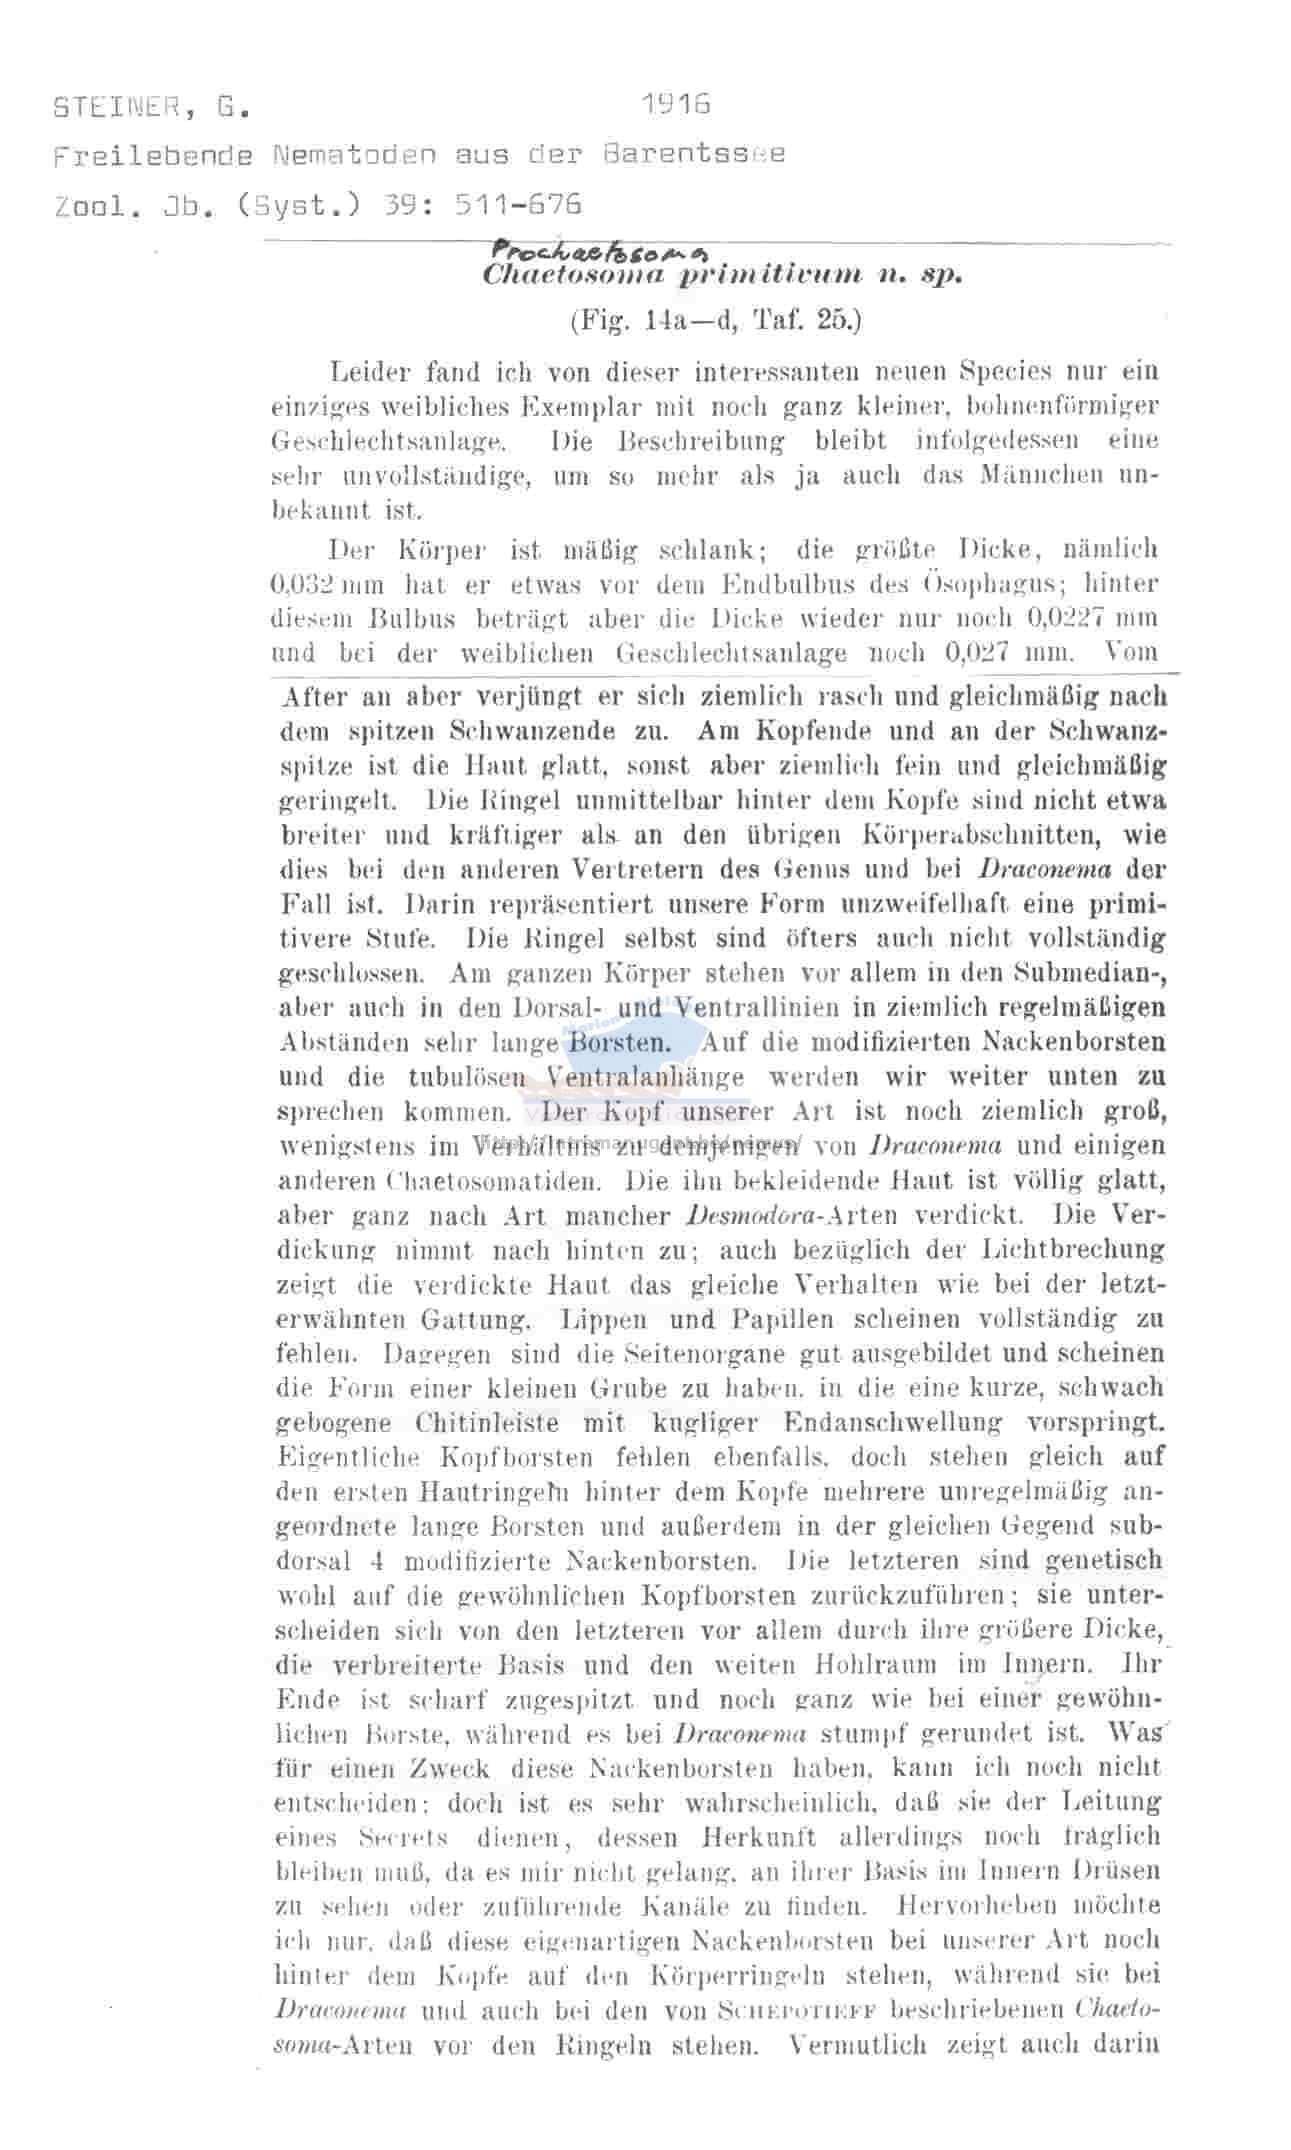 STEINER, G. 1916
Freilebende Nematoden aus der Barentssee
Zool. Jb. (Syst.) 39: 511-676
Prochaetosoma
Chaetosoma primitivum n. sp.
(Fig. 14a—d, Taf. 25.)
Leider fand ich von dieser interessanten neuen Species nur ein
einziges weibliches Exemplar mit noch ganz kleiner, bohnenförmiger
Geschlechtsanlage. Die Beschreibung bleibt infolgedessen eine
sehr unvollständige, um so mehr als ja auch das Männchen un-
bekannt ist.
Der Körper ist mäßig schlank; die größte Dicke, nämlich
0,032 mm hat er etwas vor dem Endbulbus des Ösophagus; hinter
diesem Bulbus beträgt aber die Dicke wieder nur noch 0,0227 mm
und bei der weiblichen Geschlechtsanlage noch 0,027 mm. Vom
After an aber verjüngt er sich ziemlich rasch und gleichmäßig nach
dem spitzen Schwanzende zu. Am Kopfende und an der Schwanz-
spitze ist die Haut glatt, sonst aber ziemlich fein und gleichmäßig
geringelt. Die Ringel unmittelbar hinter dem Kopfe sind nicht etwa
breiter und kräftiger als an den übrigen Körperabschnitten, wie
dies bei den anderen Vertretern des Genus und bei Draconema der
Fall ist. Darin repräsentiert unsere Form unzweifelhaft eine primi-
tivere Stufe. Die Ringel selbst sind öfters auch nicht vollständig
geschlossen. Am ganzen Körper stehen vor allem in den Submedian-,
aber auch in den Dorsal- und Ventrallinien in ziemlich regelmäßigen
Abständen sehr lange Borsten. Auf die modifizierten Nackenborsten
und die tubulösen Ventralanhänge werden wir weiter unten zu
sprechen kommen. Der Kopf unserer Art ist noch ziemlich groß,
wenigstens im Verhältnis zu demjenigen von Draconema und einigen
anderen Chaetosomatiden. Die ihn bekleidende Haut ist völlig glatt,
aber ganz nach Art mancher Desmodora-Arten verdickt. Die Ver-
dickung nimmt nach hinten zu; auch bezüglich der Lichtbrechung
zeigt die verdickte Haut das gleiche Verhalten wie bei der letzt-
erwähnten Gattung. Lippen und Papillen scheinen vollständig zu
fehlen. Dagegen sind die Seitenorgane gut ausgebildet und scheinen
die Form einer kleinen Grube zu haben, in die eine kurze, schwach
gebogene Chitinleiste mit kugliger Endanschwellung vorspringt.
Eigentliche Kopfborsten fehlen ebenfalls, doch stehen gleich auf
den ersten Hautringeln hinter dem Kopfe mehrere unregelmäßig an-
geordnete lange Borsten und außerdem in der gleichen Gegend sub-
dorsal 4 modifizierte Nackenborsten. Die letzteren sind genetisch
wohl auf die gewöhnlichen Kopfborsten zurückzuführen; sie unter-
scheiden sich von den letzteren vor allem durch ihre größere Dicke,
die verbreiterte Basis und den weiten Hohlraum im Innern. Ihr
Ende ist scharf zugespitzt und noch ganz wie bei einer gewöhn-
lichen Borste, während es bei Draconema stumpf gerundet ist. Was
für einen Zweck diese Nackenborsten haben, kann ich noch nicht
entscheiden; doch ist es sehr wahrscheinlich, daß sie der Leitung
eines Secrets dienen, dessen Herkunft allerdings noch fraglich
bleiben muß, da es mir nicht gelang, an ihrer Basis im Innern Drüsen
zu sehen oder zuführende Kanäle zu finden. Hervorheben möchte
ich nur, daß diese eigenartigen Nackenborsten bei unserer Art noch
hinter dem Kopfe auf den Körperringeln stehen, während sie bei
Draconema und auch bei den von SCHEPOTIEFF beschriebenen Chaeto-
soma-Arten vor den Ringeln stehen. Vermutlich zeigt auch darin